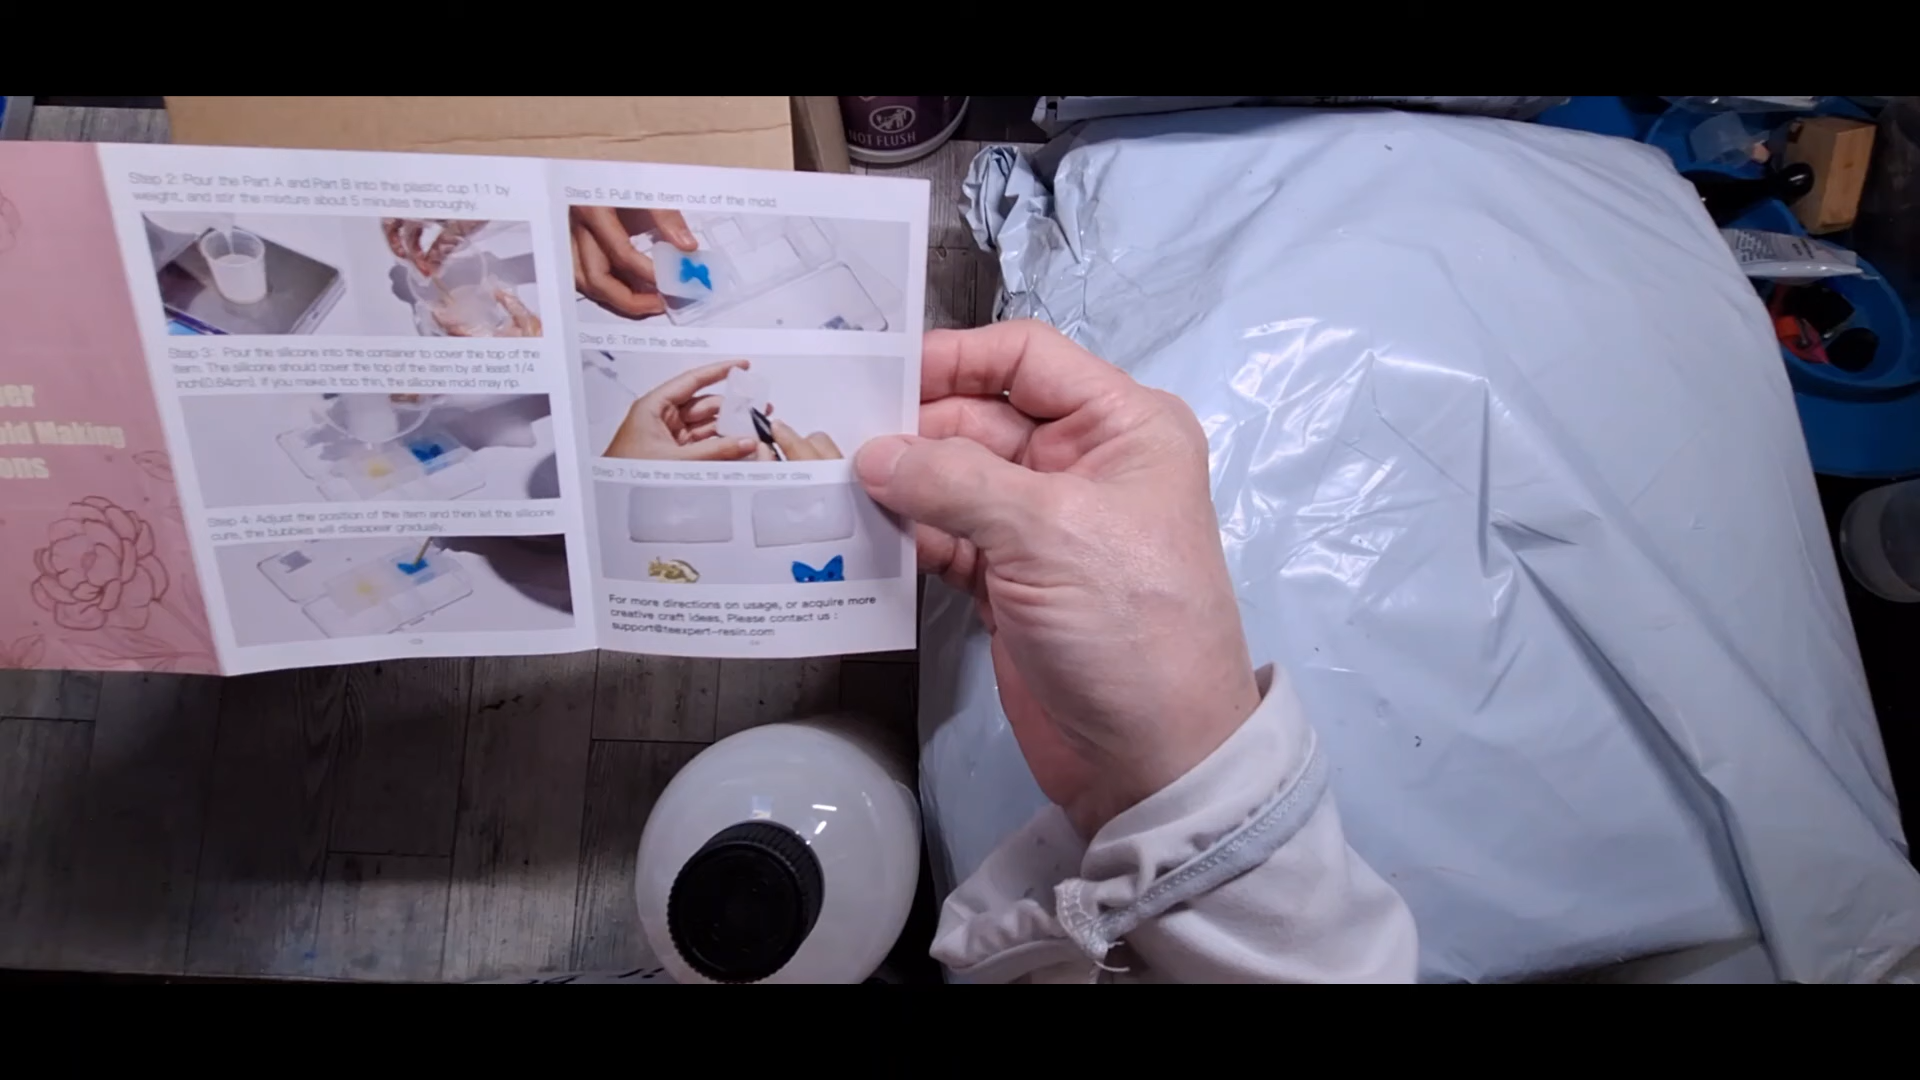 NOT FLUSH
Step 2: Pour the Part A and Part B into the plastic cup 1:1 by
weight, and stir the mixture about 5 minutes thoroughly.
Step 3: Pour the silicone into the container to cover the top of the
item. The silicone should cover the top of the item by at least 1/4
inch(0.64cm). If you make it too thin, the silicone mold may rip.
Step 4: Adjust the position of the item and then let the silicone
cure, the bubbles will disappear gradually.
Step 5: Pull the item out of the mold.
Step 6: Trim the details.
Step 7: Use the mold, fill with resin or clay
For more directions on usage, or acquire more
creative craft ideas, Please contact us :
support@teexpert-resin.com
Making